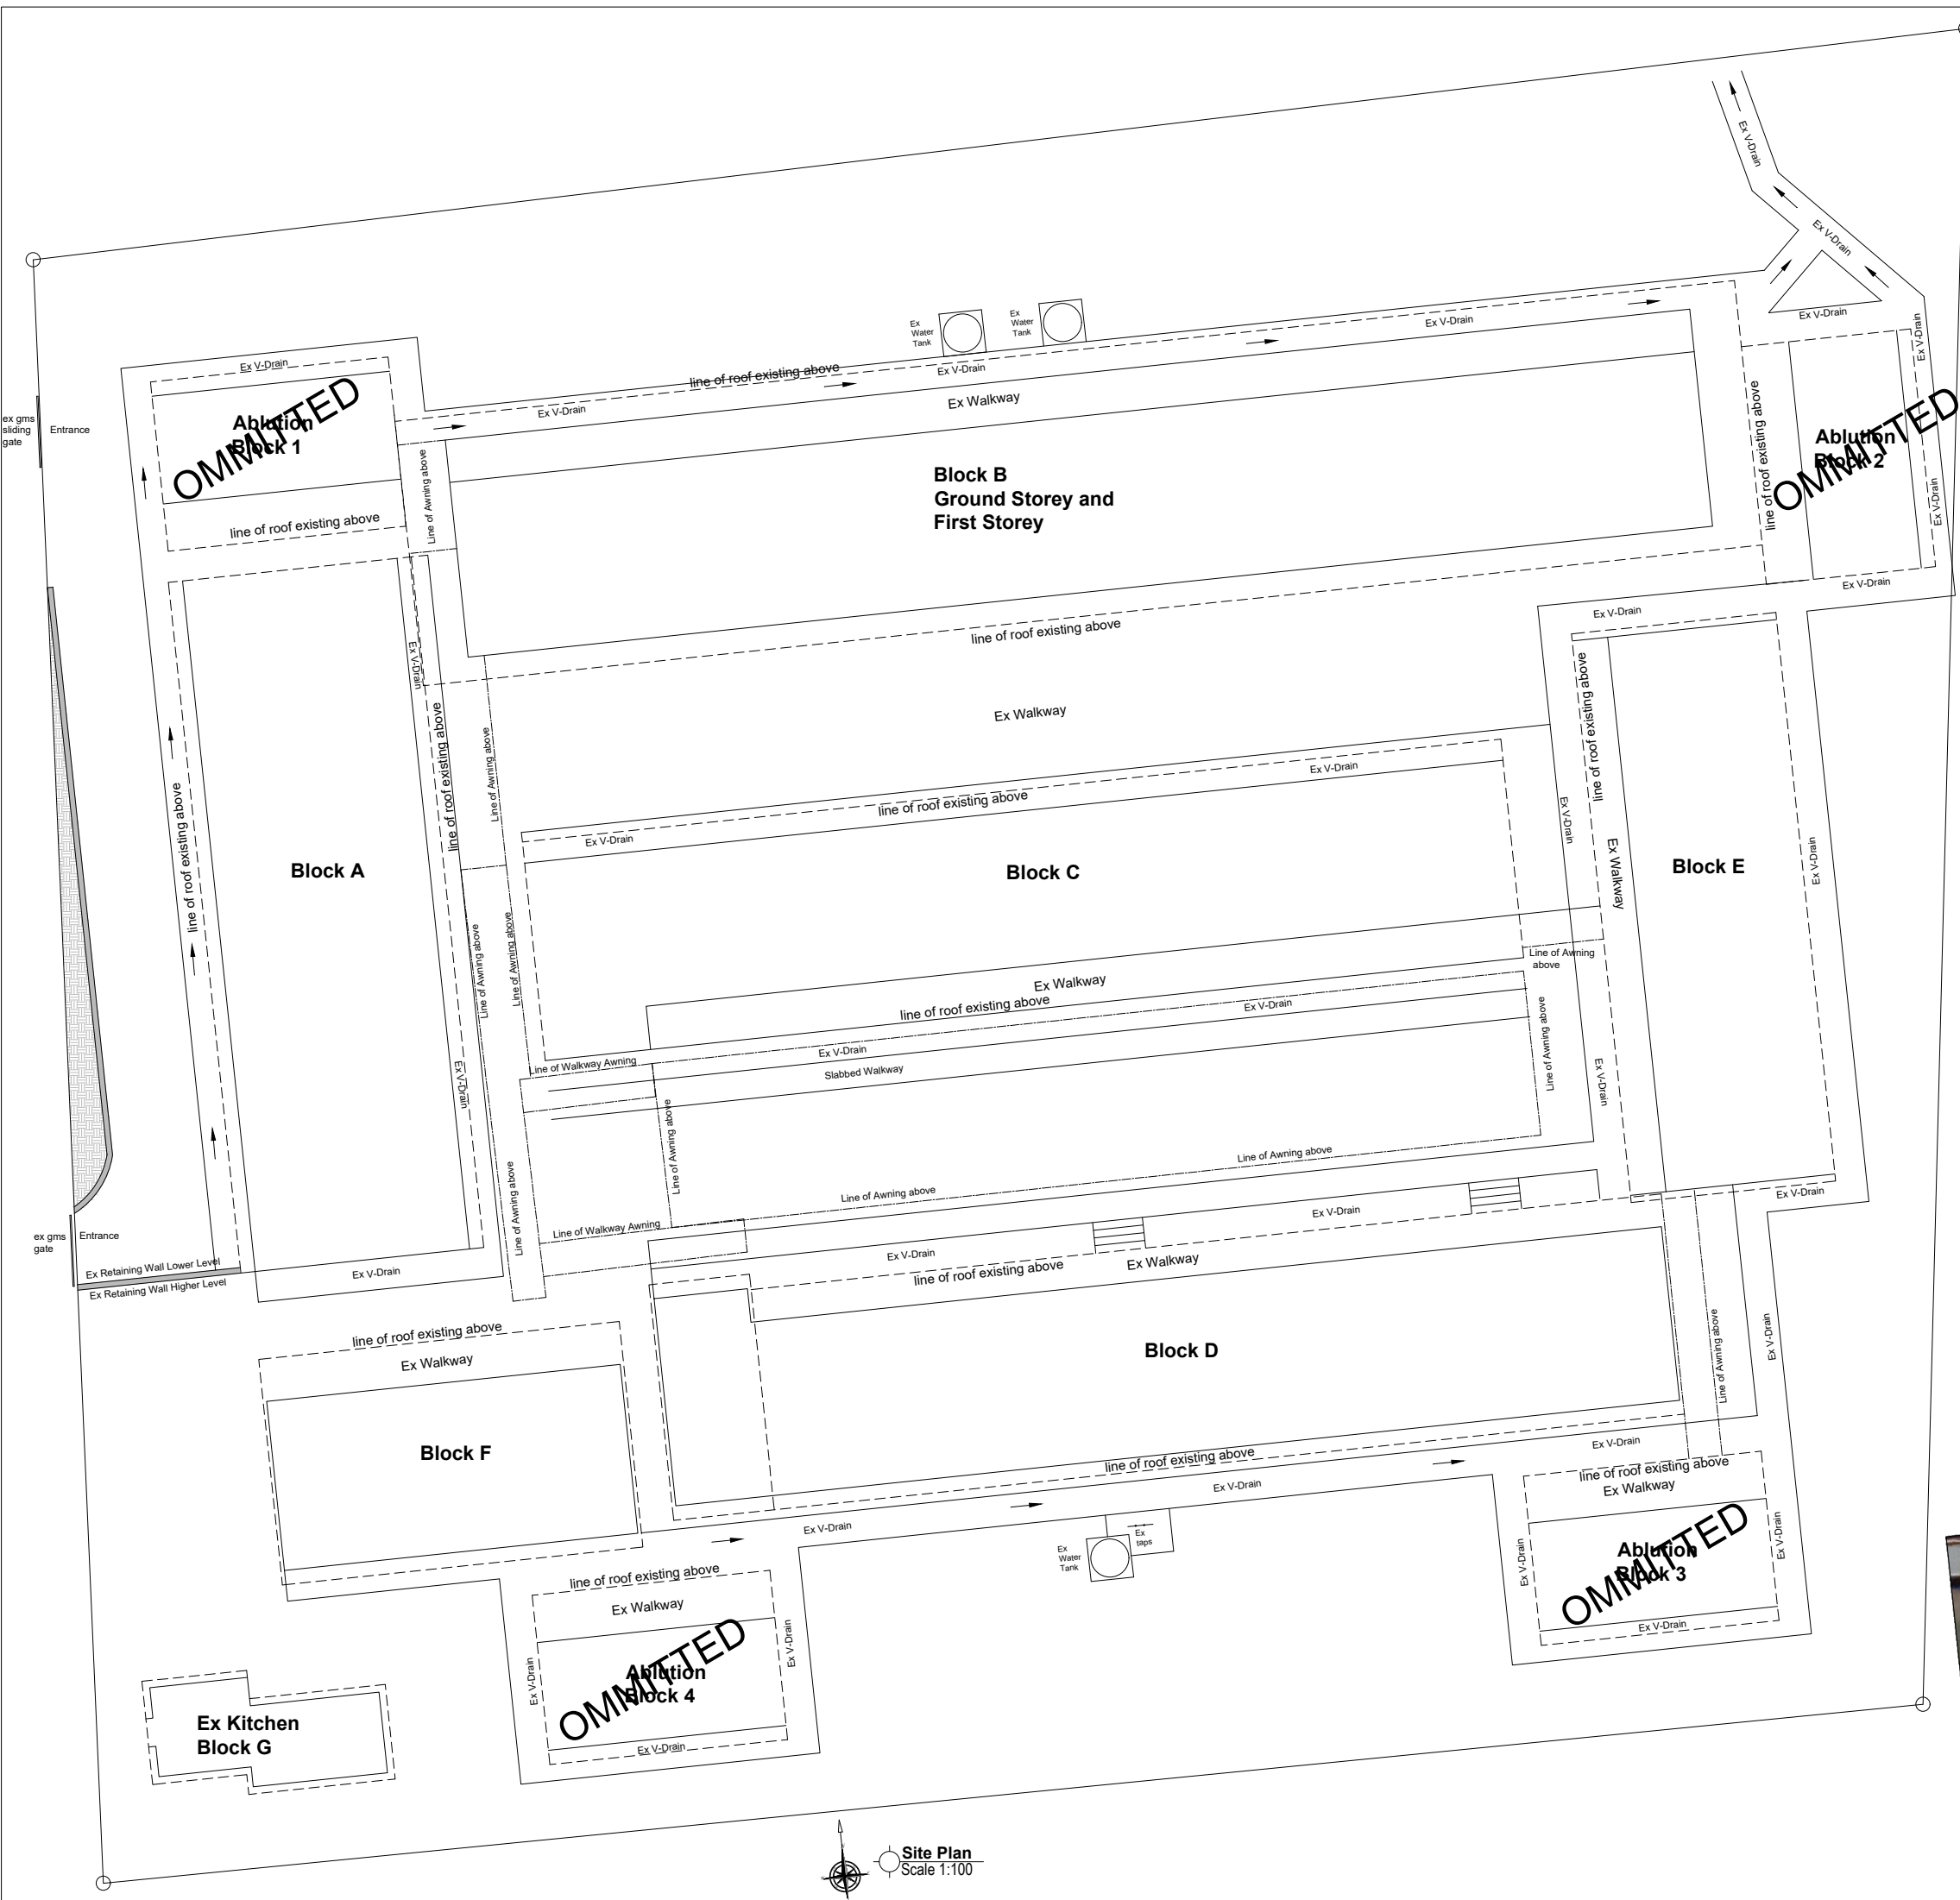 Ex V-Drain
Ex V-Drain
Ex V-Drain
Ex V-Drain
Ex
Water
Tank
Ex
Water
Tank
Ex V-Drain
Ex V-Drain
line of roof existing above
Ex V-Drain
Ex V-Drain
Ex Walkway
ex gms
sliding
gate
Entrance
Ablution
Block 1
OMMITTED
line of roof existing above
Line of Awning above
Block B
Ground Storey and
First Storey
line of roof existing above
Ablution
Block 2
OMMITTED
Ex V-Drain
Ex V-Drain
Ex V-Drain
Ex V-Drain
line of roof existing above
Ex V-Drain
line of roof existing above
Line of Awning above
Ex Walkway
line of roof existing above
Ex V-Drain
line of roof existing above
Ex V-Drain
Ex V-Drain
line of roof existing above
Block A
Block C
Ex Walkway
Block E
Ex V-Drain
Line of Awning above
Line of Awning above
Ex Walkway
line of roof existing above
Ex V-Drain
Line of Awning
above
Line of Awning above
Ex V-Drain
Ex V-Drain
Line of Walkway Awning
Slabbed Walkway
Ex V-Drain
Line of Awning above
Line of Awning above
Line of Awning above
Line of Awning above
Line of Walkway Awning
ex gms
gate
Entrance
Ex Retaining Wall Lower Level
Ex Retaining Wall Higher Level
Ex V-Drain
Ex V-Drain
Ex V-Drain
Ex V-Drain
line of roof existing above
Ex Walkway
line of roof existing above
Ex Walkway
Block D
Line of Awning above
Ex V-Drain
Block F
line of roof existing above
Ex V-Drain
Ex V-Drain
Ex V-Drain
line of roof existing above
Ex Walkway
Ex
Water
Tank
Ex
taps
Ex V-Drain
Ablution
Block 3
OMMITTED
Ex V-Drain
Ex V-Drain
line of roof existing above
Ex Walkway
Ex V-Drain
Ablution
Block 4
OMMITTED
Ex V-Drain
Ex V-Drain
Ex Kitchen
Block G
Site Plan
Scale 1:100